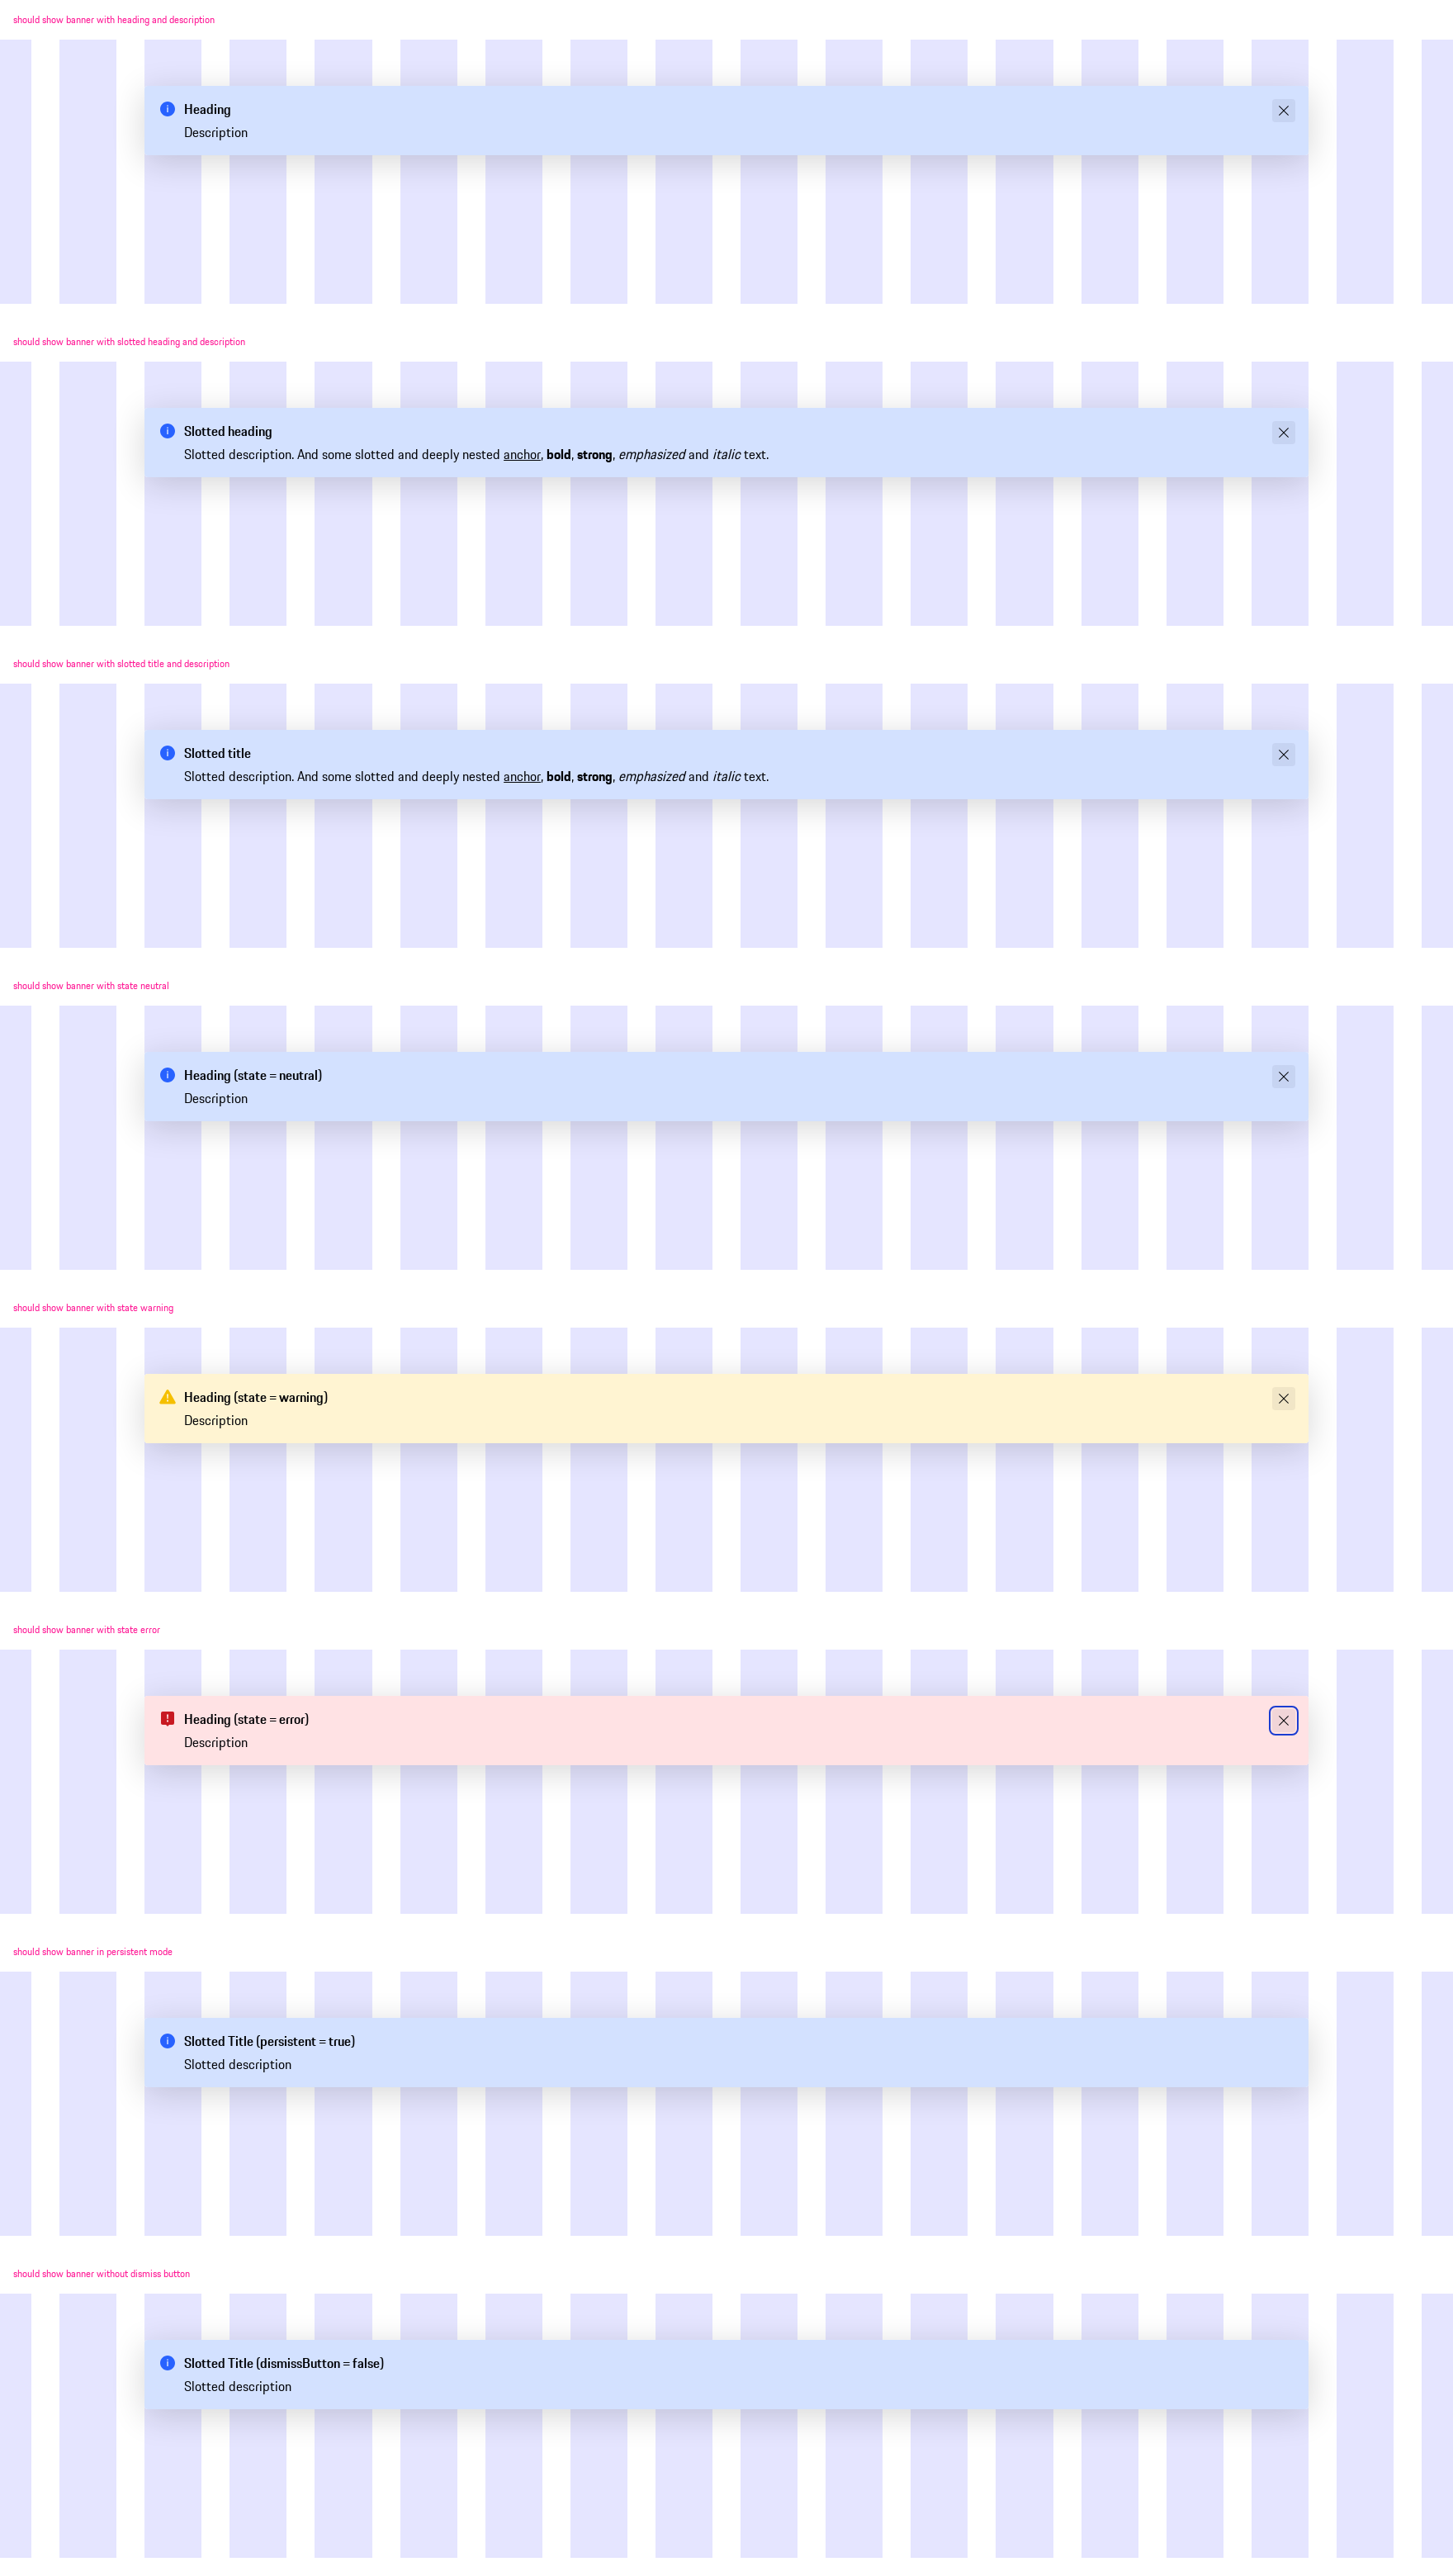 should show banner with heading and description
Heading
Description
should show banner with slotted heading and description
Slotted heading
Slotted description. And some slotted and deeply nested anchor, bold, strong, emphasized and italic text.
should show banner with slotted title and description
Slotted title
Slotted description. And some slotted and deeply nested anchor, bold, strong, emphasized and italic text.
should show banner with state neutral
Heading (state = neutral)
Description
should show banner with state warning
Heading (state = warning)
Description
should show banner with state error
Heading (state = error)
Description
should show banner in persistent mode
Slotted Title (persistent = true)
Slotted description
should show banner without dismiss button
Slotted Title (dismissButton = false)
Slotted description